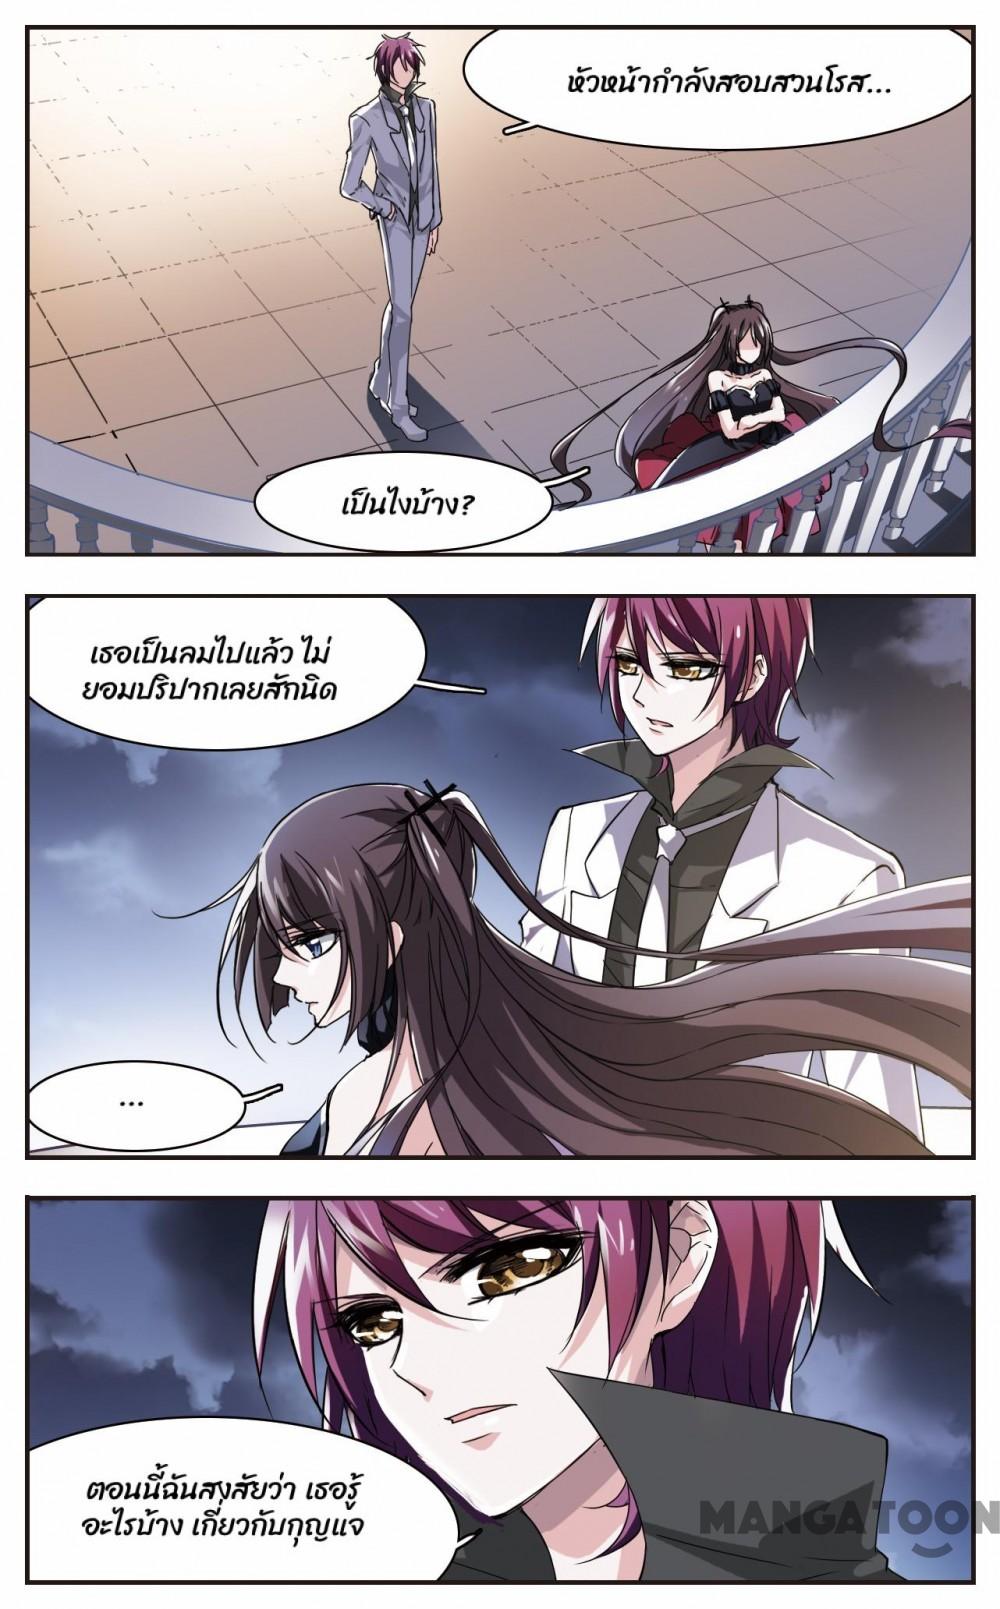 หัวหน้ากำลังสอบสวนโรส...
เป็นไงบ้าง?
เธอเป็นลมไปแล้ว ไม่
ยอมปริปากเลยสักนิด
...
ตอนนี้ฉันสงสัยว่า เธอรู้
อะไรบ้าง เกี่ยวกับกุญแจ
MANGATOON